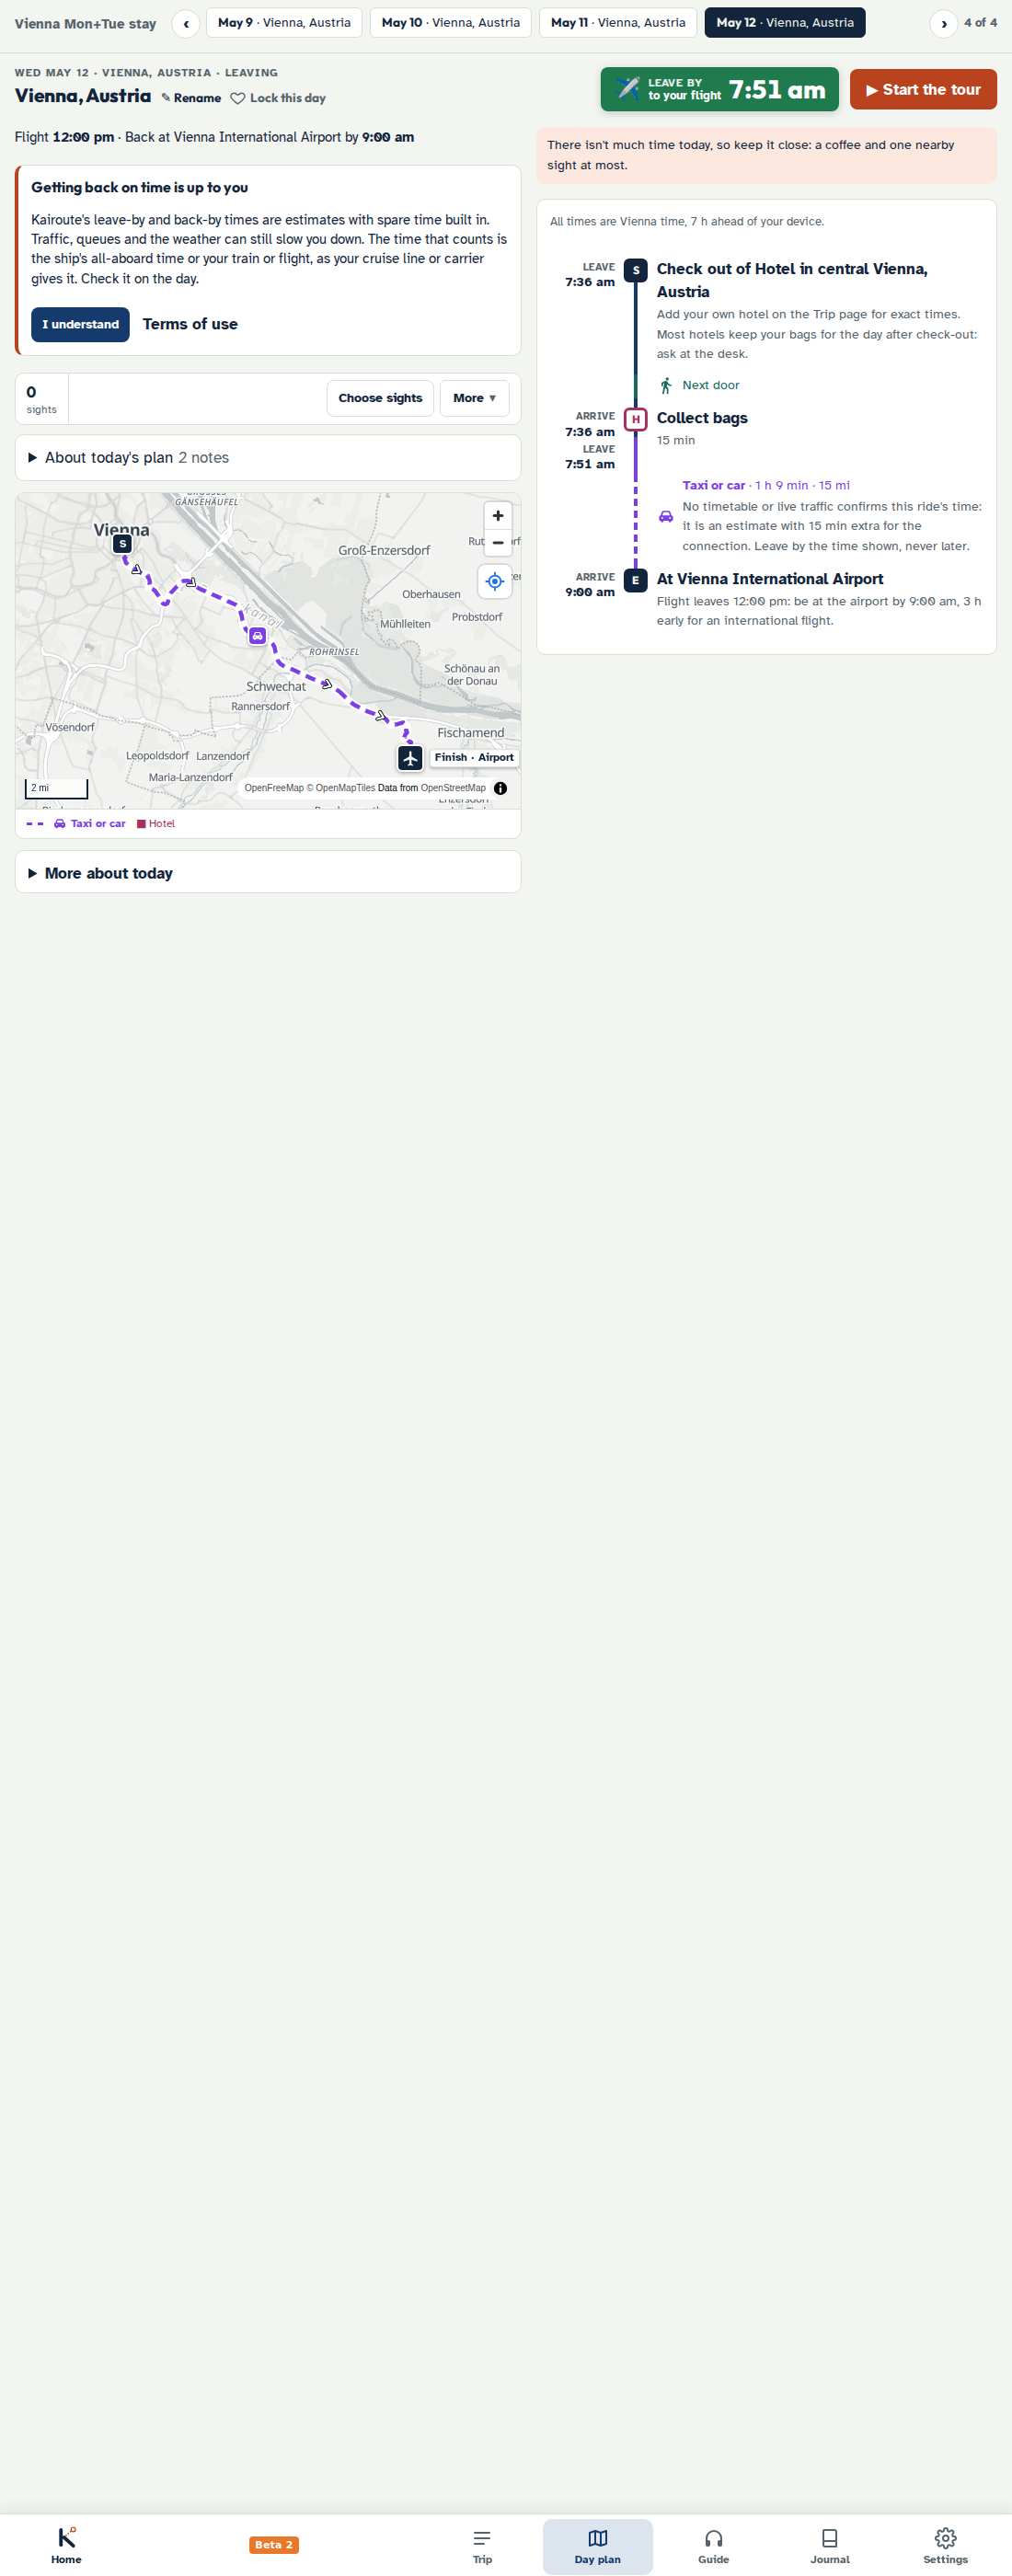 Vienna Mon+Tue stay
‹
May 9 · Vienna, Austria
May 10 · Vienna, Austria
May 11 · Vienna, Austria
May 12 · Vienna, Austria
›
4 of 4
WED MAY 12 · VIENNA, AUSTRIA · LEAVING
Vienna, Austria
✎ Rename
Lock this day
LEAVE BY
to your flight
7:51 am
▶ Start the tour
Flight 12:00 pm · Back at Vienna International Airport by 9:00 am
Getting back on time is up to you
Kairoute's leave-by and back-by times are estimates with spare time built in.
Traffic, queues and the weather can still slow you down. The time that counts is
the ship's all-aboard time or your train or flight, as your cruise line or carrier
gives it. Check it on the day.
I understand
Terms of use
0
sights
Choose sights
More ▼
▶ About today's plan 2 notes
GÄNSEHÄUFEL
Vienna
S
Groß-Enzersdorf
Oberhausen
Probstdorf
Mühlleiten
kanal
ROHRINSEL
Schönau an
der Donau
Schwechat
Rannersdorf
Vösendorf
Fischamend
Leopoldsdorf
Lanzendorf
Maria-Lanzendorf
Finish · Airport
2 mi
OpenFreeMap © OpenMapTiles Data from OpenStreetMap
+
−
Taxi or car
Hotel
▶ More about today
There isn't much time today, so keep it close: a coffee and one nearby
sight at most.
All times are Vienna time, 7 h ahead of your device.
LEAVE
7:36 am
S
Check out of Hotel in central Vienna,
Austria
Add your own hotel on the Trip page for exact times.
Most hotels keep your bags for the day after check-out:
ask at the desk.
Next door
ARRIVE
7:36 am
LEAVE
7:51 am
H
Collect bags
15 min
Taxi or car · 1 h 9 min · 15 mi
No timetable or live traffic confirms this ride's time:
it is an estimate with 15 min extra for the
connection. Leave by the time shown, never later.
ARRIVE
9:00 am
E
At Vienna International Airport
Flight leaves 12:00 pm: be at the airport by 9:00 am, 3 h
early for an international flight.
Home
Beta 2
Trip
Day plan
Guide
Journal
Settings